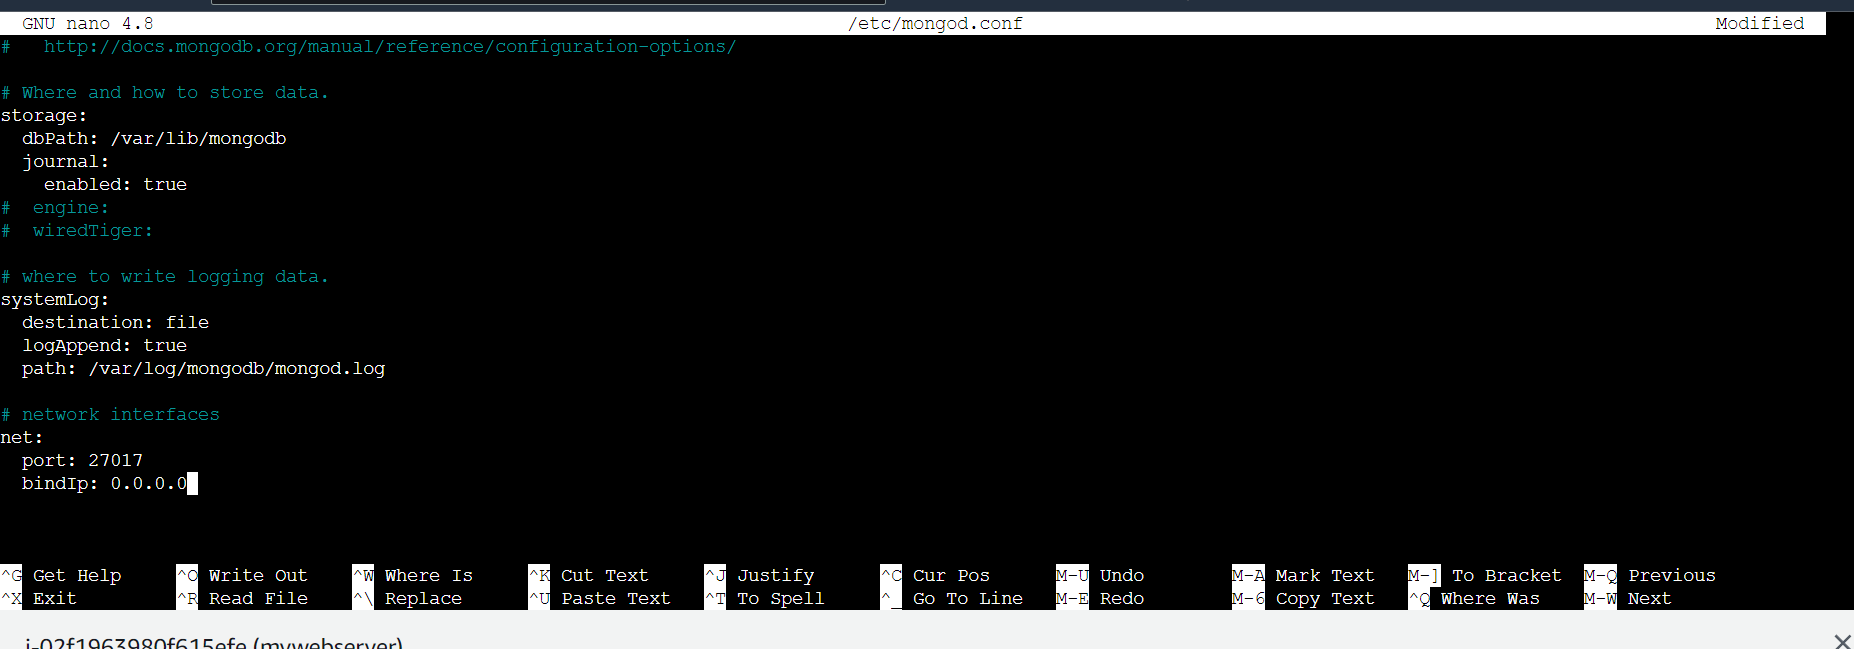 GNU nano 4.8 /etc/mongod.conf Modified
#   http://docs.mongodb.org/manual/reference/configuration-options/
# Where and how to store data.
storage:
  dbPath: /var/lib/mongodb
  journal:
    enabled: true
#  engine:
#  wiredTiger:
# where to write logging data.
systemLog:
  destination: file
  logAppend: true
  path: /var/log/mongodb/mongod.log
# network interfaces
net:
  port: 27017
  bindIp: 0.0.0.0
^G Get Help ^O Write Out ^W Where Is ^K Cut Text ^J Justify ^C Cur Pos M-U Undo M-A Mark Text M-] To Bracket M-Q Previous
^X Exit ^R Read File ^\ Replace ^U Paste Text ^T To Spell ^_ Go To Line M-E Redo M-6 Copy Text ^Q Where Was M-W Next
i-02f1963980f615efe (mywebserver)